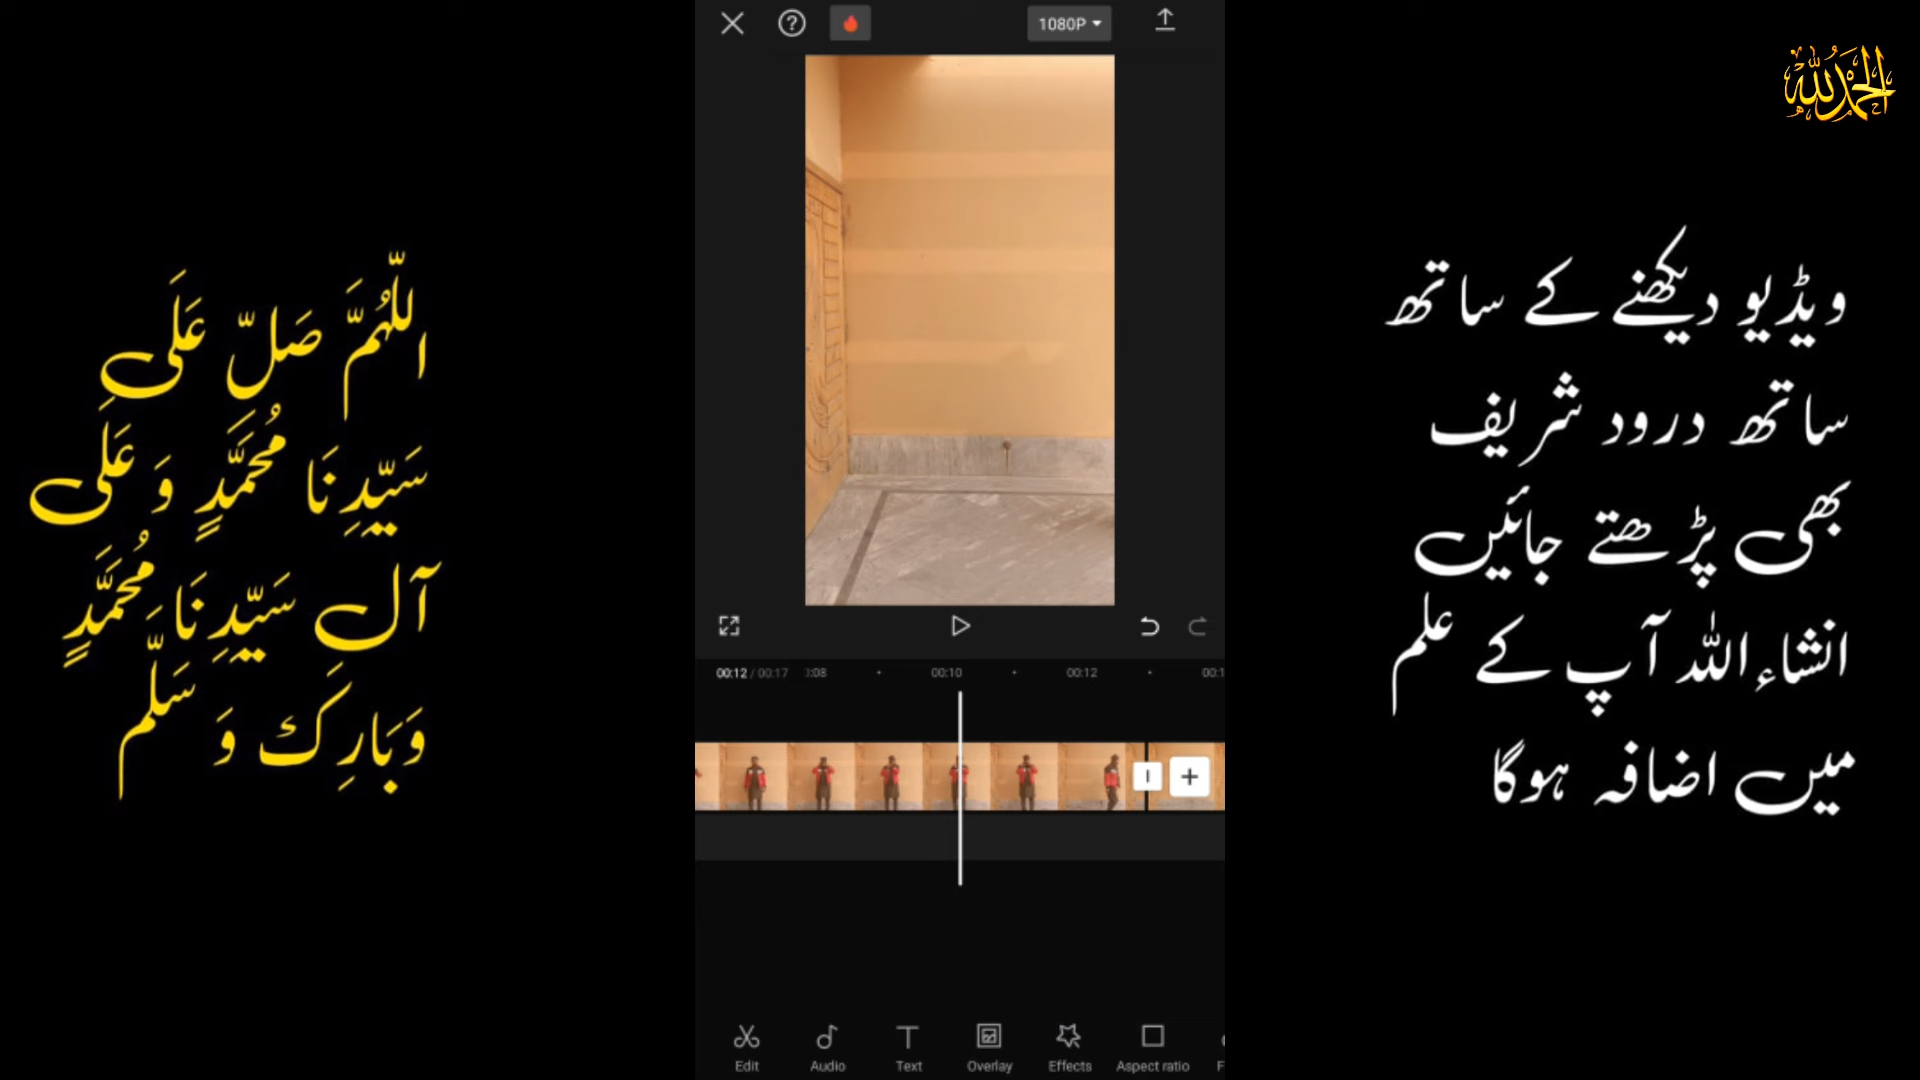 الحمدللہ
اللّٰهُمَّ صَلِّ عَلَی
سَيِّدِنَا مُحَمَّدٍ وَ عَلَی
آلِ سَيِّدِنَا مُحَمَّدٍ
وَبَارِك وَ سَلِّم
1080P
00:12 / 00:17
00:10
00:12
Edit
Audio
Text
Overlay
Effects
Aspect ratio
ویڈیو دیکھنے کے ساتھ
ساتھ درود شریف
بھی پڑھتے جائیں
انشاءاللہ آپ کے علم
میں اضافہ ہوگا